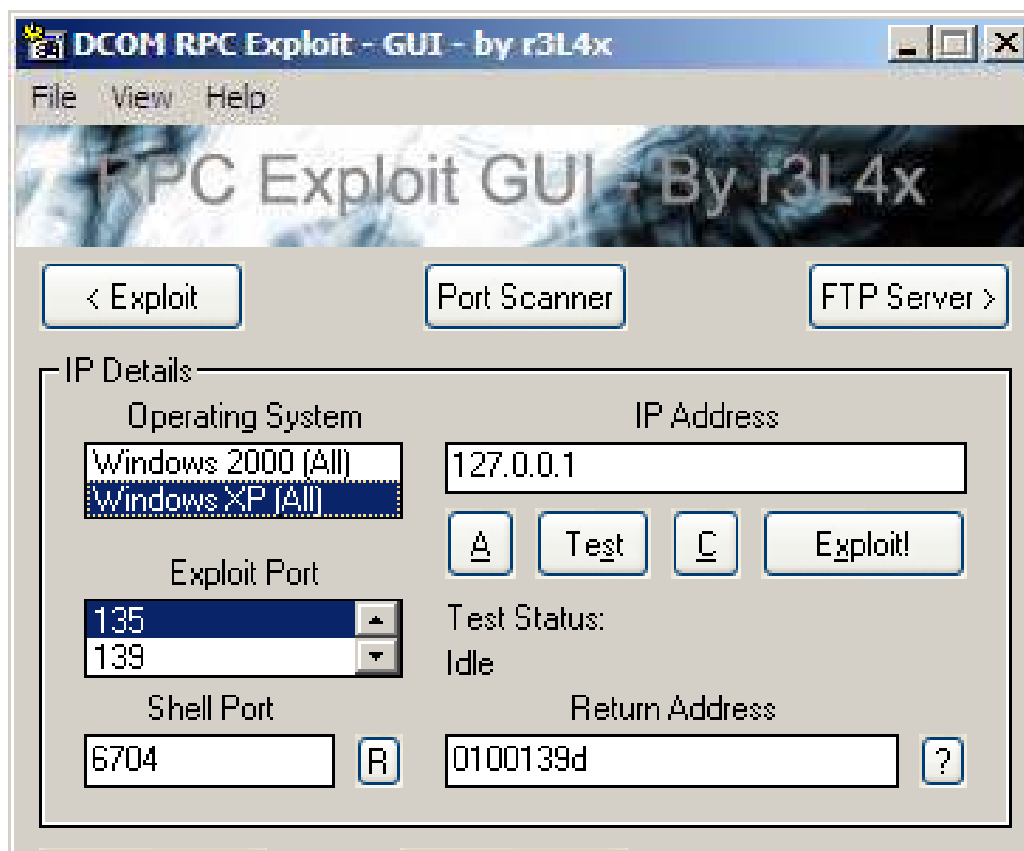 DCOM RPC Exploit - GUI - by r3L4x
File View Help
RPC Exploit GUI - By r3L4x
< Exploit
Port Scanner
FTP Server >
IP Details
Operating System
Windows 2000 (All)
Windows XP (All)
IP Address
127.0.0.1
A
Test
C
Exploit!
Exploit Port
135
139
Test Status:
Idle
Shell Port
6704
R
Return Address
0100139d
?